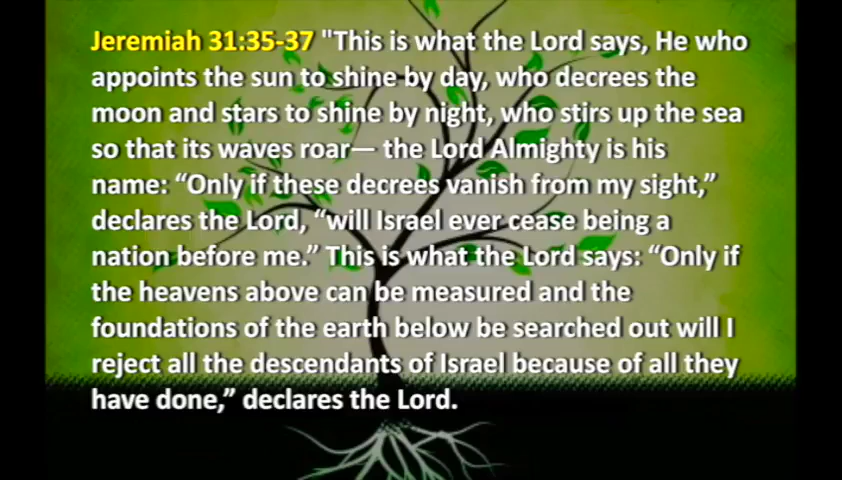 Jeremiah 31:35-37 "This is what the Lord says, He who
appoints the sun to shine by day, who decrees the
moon and stars to shine by night, who stirs up the sea
so that its waves roar— the Lord Almighty is his
name: “Only if these decrees vanish from my sight,”
declares the Lord, “will Israel ever cease being a
nation before me.” This is what the Lord says: “Only if
the heavens above can be measured and the
foundations of the earth below be searched out will I
reject all the descendants of Israel because of all they
have done,” declares the Lord.